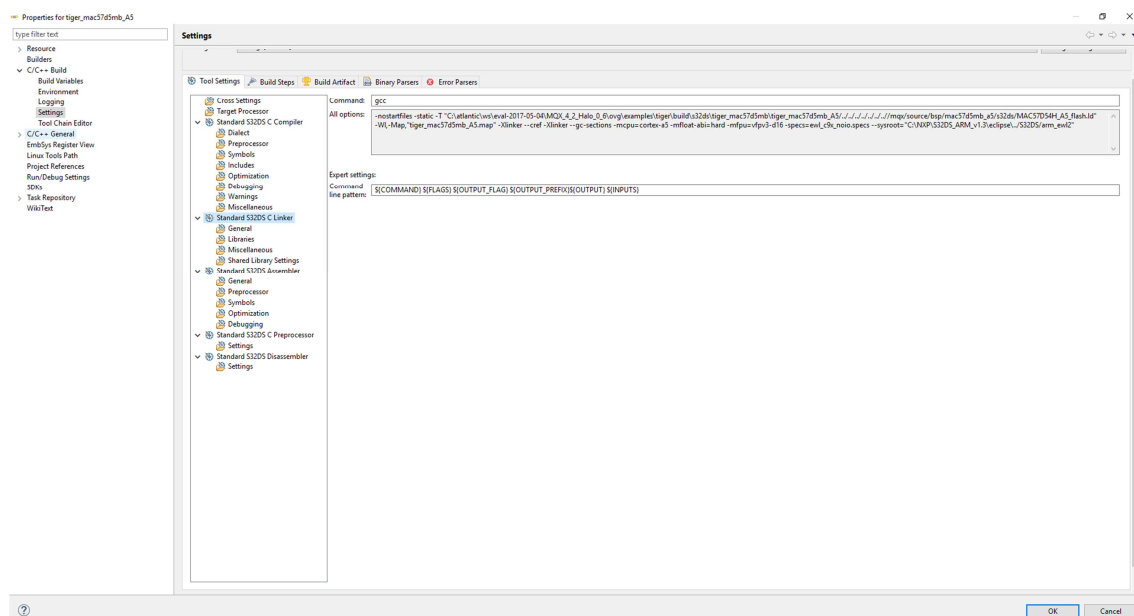 Properties for tiger_mac57d5mb_A5
type filter text
Resource
Builders
C/C++ Build
Build Variables
Environment
Logging
Settings
Tool Chain Editor
C/C++ General
EmbSys Register View
Linux Tools Path
Project References
Run/Debug Settings
SDKs
Task Repository
WikiText
Settings
Tool Settings
Build Steps
Build Artifact
Binary Parsers
Error Parsers
Cross Settings
Target Processor
Standard S32DS C Compiler
Dialect
Preprocessor
Symbols
Includes
Optimization
Debugging
Warnings
Miscellaneous
Standard S32DS C Linker
General
Libraries
Miscellaneous
Shared Library Settings
Standard S32DS Assembler
General
Preprocessor
Symbols
Optimization
Debugging
Standard S32DS C Preprocessor
Settings
Standard S32DS Disassembler
Settings
Command: gcc
All options: -nostartfiles -static -T "C:\atlantic\ws\eval-2017-05-04\MQX_4_2_Halo_0_6\ovg\examples\tiger\build\s32ds\tiger_mac57d5mb\tiger_mac57d5mb_A5/../../../../../../../mqx/source/bsp/mac57d5mb_a5/s32ds/MAC57D54H_A5_flash.ld"
-Wl,-Map,"tiger_mac57d5mb_A5.map" -Xlinker --cref -Xlinker --gc-sections -mcpu=cortex-a5 -mfloat-abi=hard -mfpu=vfpv3-d16 -specs=ewl_c9x_noio.specs --sysroot="C:\NXP\S32DS_ARM_v1.3\eclipse\../S32DS/arm_ewl2"
Expert settings:
Command
line pattern: ${COMMAND} ${FLAGS} ${OUTPUT_FLAG} ${OUTPUT_PREFIX}${OUTPUT} ${INPUTS}
OK
Cancel